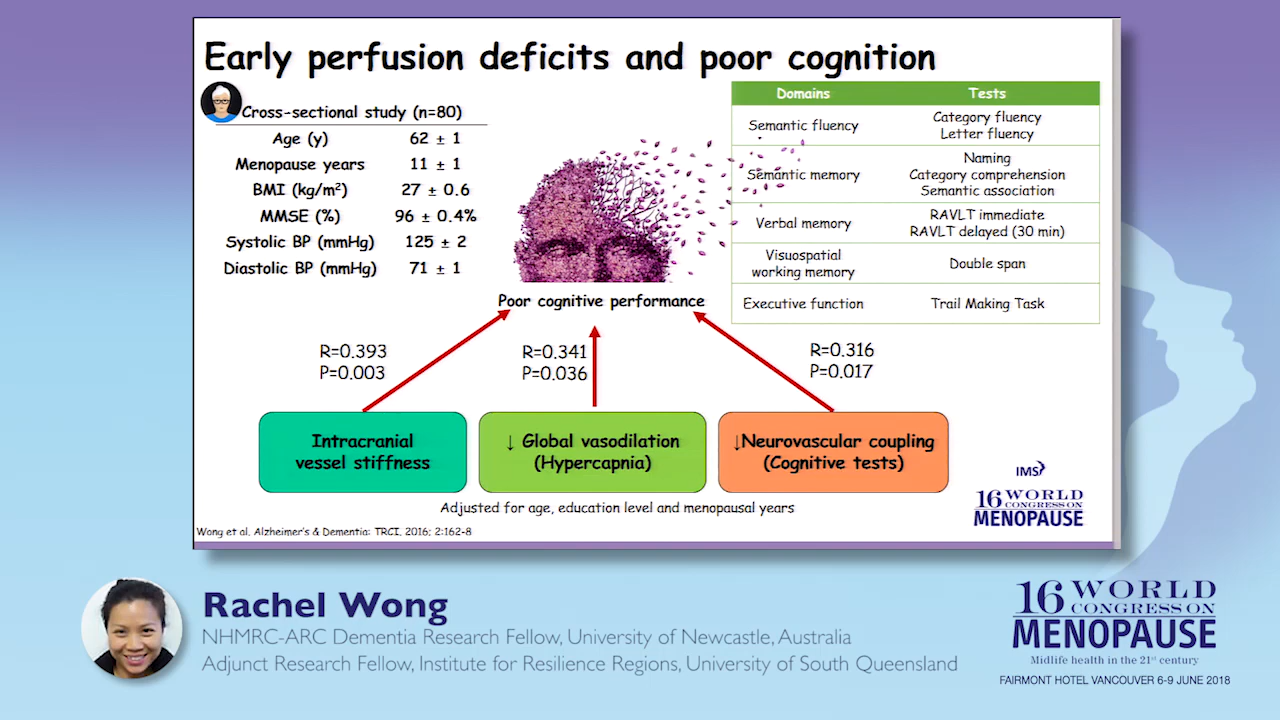 Early perfusion deficits and poor cognition
Cross-sectional study (n=80)
Age (y) 62 ± 1
Menopause years 11 ± 1
BMI (kg/m²) 27 ± 0.6
MMSE (%) 96 ± 0.4%
Systolic BP (mmHg) 125 ± 2
Diastolic BP (mmHg) 71 ± 1
Domains Tests
Semantic fluency
Category fluency
Letter fluency
Semantic memory
Naming
Category comprehension
Semantic association
Verbal memory
RAVLT immediate
RAVLT delayed (30 min)
Visuospatial
working memory
Double span
Executive function
Trail Making Task
Poor cognitive performance
R=0.393
P=0.003
R=0.341
P=0.036
R=0.316
P=0.017
Intracranial
vessel stiffness
↓ Global vasodilation
(Hypercapnia)
↓Neurovascular coupling
(Cognitive tests)
Adjusted for age, education level and menopausal years
Wong et al. Alzheimer's & Dementia: TRCI, 2016; 2:162-8
IMS
16 WORLD
CONGRESS ON
MENOPAUSE
Rachel Wong
NHMRC-ARC Dementia Research Fellow, University of Newcastle, Australia
Adjunct Research Fellow, Institute for Resilience Regions, University of South Queensland
16 WORLD
CONGRESS ON
MENOPAUSE
Midlife health in the 21st century
FAIRMONT HOTEL VANCOUVER 6-9 JUNE 2018